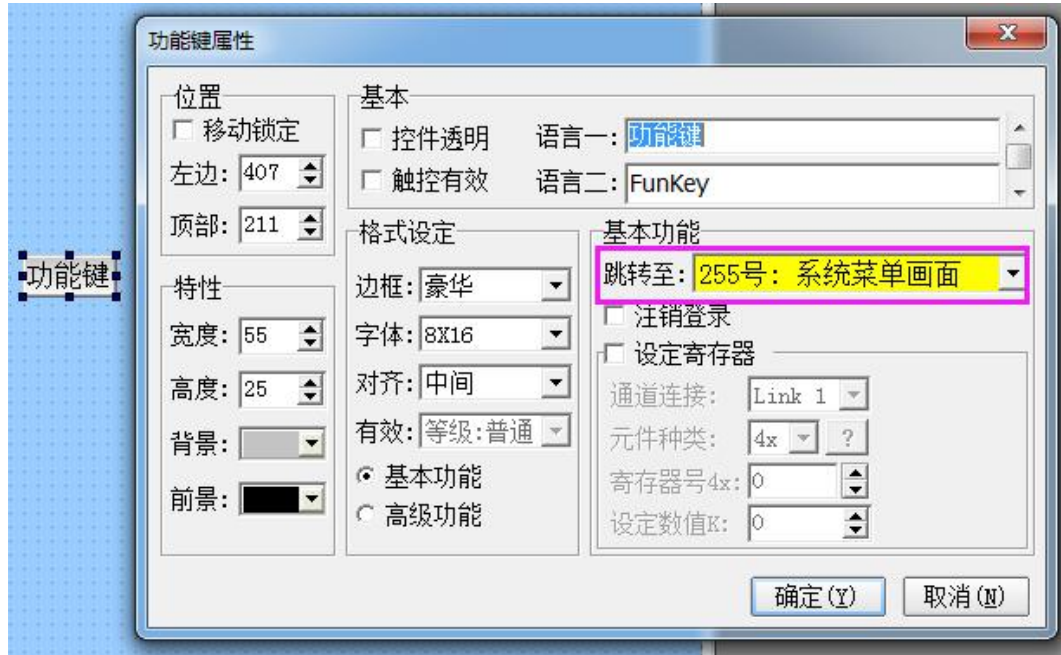 功能键属性
功能键
位置
移动锁定
左边: 407
顶部: 211
特性
宽度: 55
高度: 25
背景:
前景:
基本
控件透明
触控有效
语言一: 功能键
语言二: FunKey
格式设定
边框: 豪华
字体: 8X16
对齐: 中间
有效: 等级:普通
基本功能
高级功能
基本功能
跳转至: 255号: 系统菜单画面
注销登录
设定寄存器
通道连接: Link 1
元件种类: 4x ?
寄存器号4x: 0
设定数值K: 0
确定(Y)
取消(N)